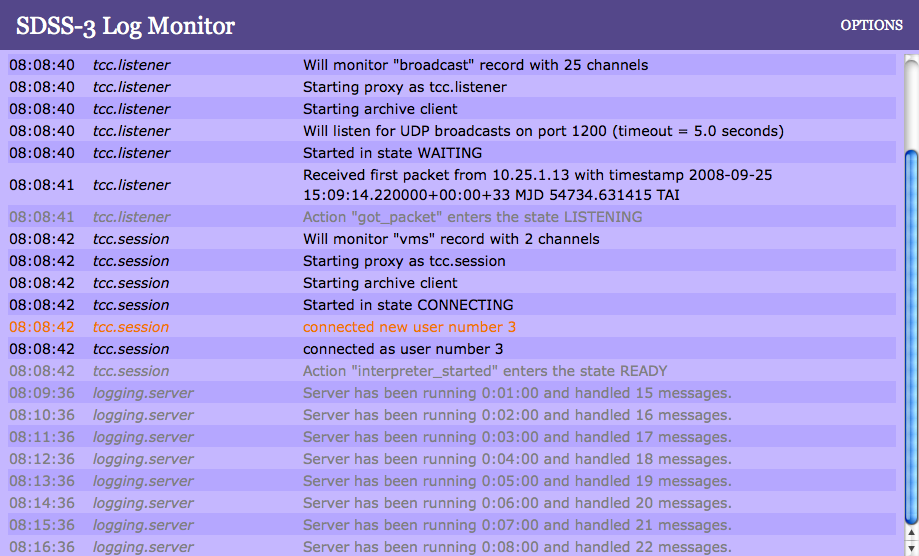 SDSS-3 Log Monitor
OPTIONS
08:08:40 tcc.listener Will monitor "broadcast" record with 25 channels
08:08:40 tcc.listener Starting proxy as tcc.listener
08:08:40 tcc.listener Starting archive client
08:08:40 tcc.listener Will listen for UDP broadcasts on port 1200 (timeout = 5.0 seconds)
08:08:40 tcc.listener Started in state WAITING
08:08:41 tcc.listener Received first packet from 10.25.1.13 with timestamp 2008-09-25
15:09:14.220000+00:00+33 MJD 54734.631415 TAI
08:08:41 tcc.listener Action "got_packet" enters the state LISTENING
08:08:42 tcc.session Will monitor "vms" record with 2 channels
08:08:42 tcc.session Starting proxy as tcc.session
08:08:42 tcc.session Starting archive client
08:08:42 tcc.session Started in state CONNECTING
08:08:42 tcc.session connected new user number 3
08:08:42 tcc.session connected as user number 3
08:08:42 tcc.session Action "interpreter_started" enters the state READY
08:09:36 logging.server Server has been running 0:01:00 and handled 15 messages.
08:10:36 logging.server Server has been running 0:02:00 and handled 16 messages.
08:11:36 logging.server Server has been running 0:03:00 and handled 17 messages.
08:12:36 logging.server Server has been running 0:04:00 and handled 18 messages.
08:13:36 logging.server Server has been running 0:05:00 and handled 19 messages.
08:14:36 logging.server Server has been running 0:06:00 and handled 20 messages.
08:15:36 logging.server Server has been running 0:07:00 and handled 21 messages.
08:16:36 logging.server Server has been running 0:08:00 and handled 22 messages.